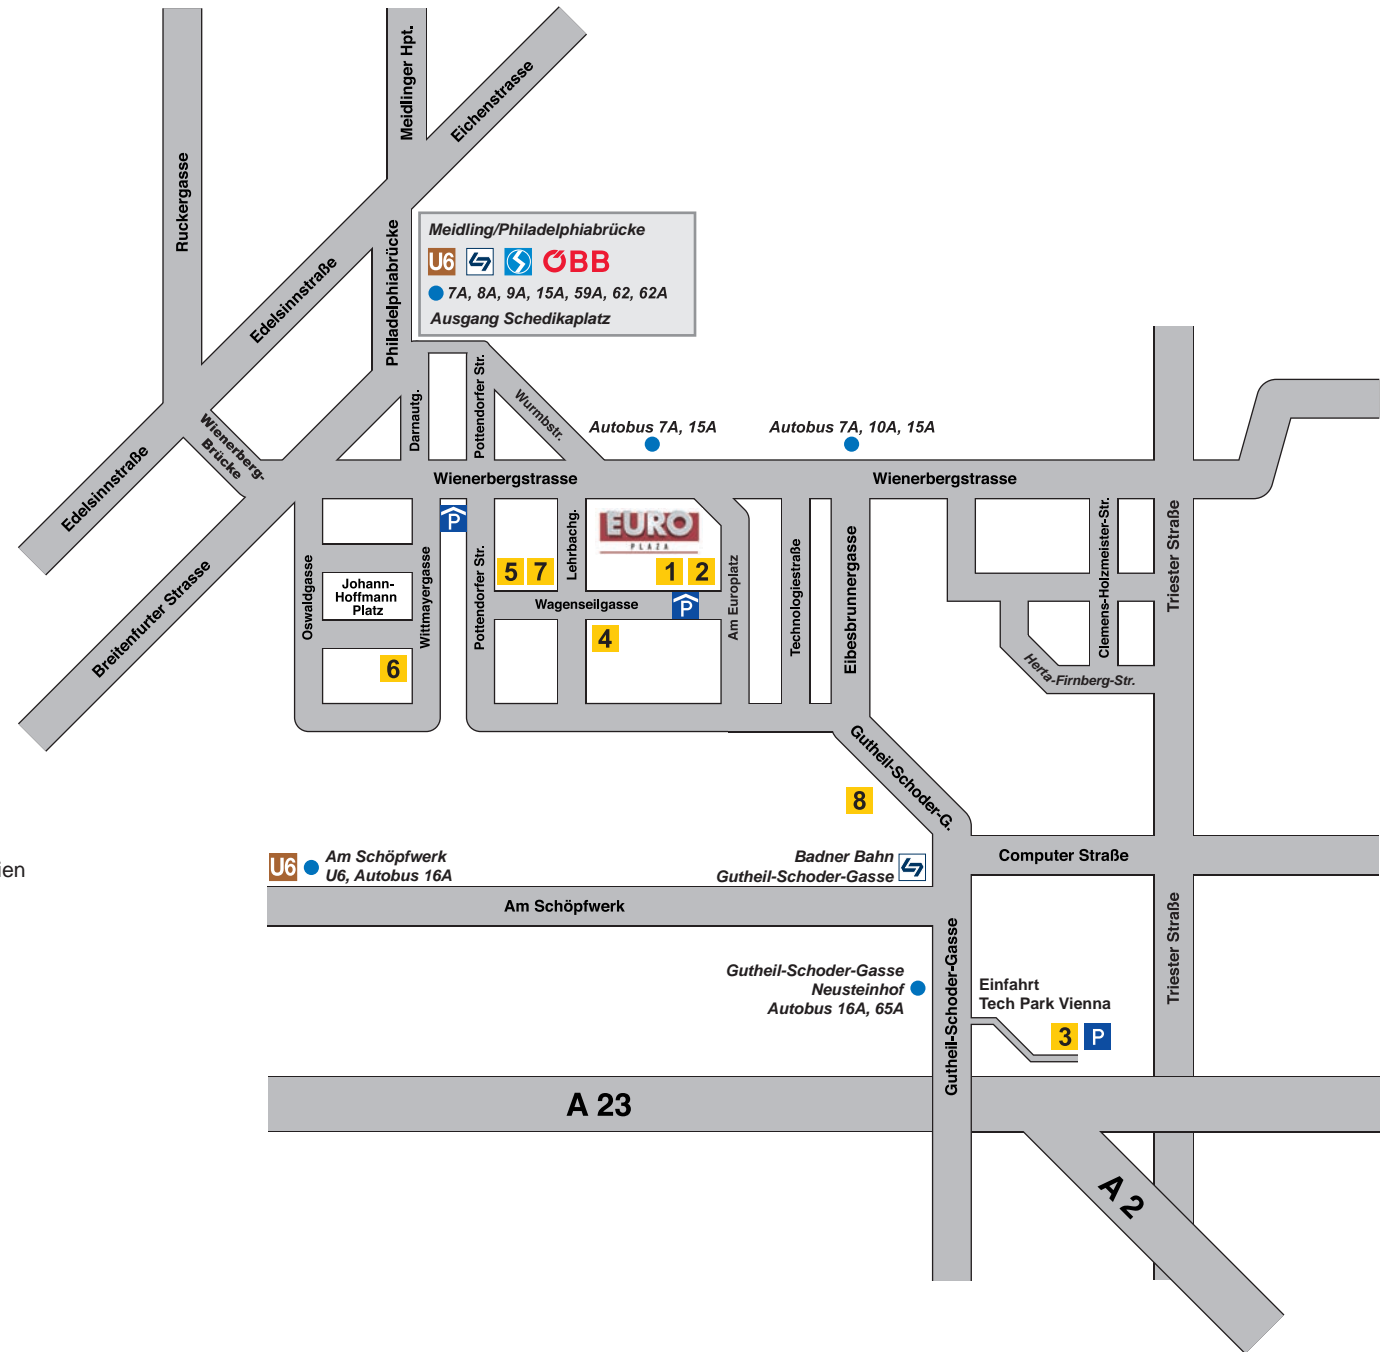 Meidlinger Hpt.
Eichenstrasse
Ruckergasse
Philadelphiabrücke
Edelsinnstraße
Meidling/Philadelphiabrücke
U6
ÖBB
7A, 8A, 9A, 15A, 59A, 62, 62A
Ausgang Schedikaplatz
Darnautg.
Pottendorfer Str.
Wurmbstr.
Wienerberg-
Brücke
Edelsinnstraße
Autobus 7A, 15A
Autobus 7A, 10A, 15A
Wienerbergstrasse
Wienerbergstrasse
Breitenfurter Strasse
Oswaldgasse
Johann-
Hoffmann
Platz
Wittmayergasse
P
Pottendorfer Str.
Lehrbachg.
EURO
PLAZA
5
7
1
2
Wagenseilgasse
P
4
6
Am Europlatz
Technologiestraße
Eibesbrunnergasse
Clemens-Holzmeister-Str.
Triester Straße
Herta-Firnberg-Str.
Gutheil-Schoder-G.
8
ien
U6
Am Schöpfwerk
U6, Autobus 16A
Badner Bahn
Gutheil-Schoder-Gasse
Computer Straße
Am Schöpfwerk
Gutheil-Schoder-Gasse
Triester Straße
Gutheil-Schoder-Gasse
Neusteinhof
Autobus 16A, 65A
Einfahrt
Tech Park Vienna
3
P
A 23
A 2